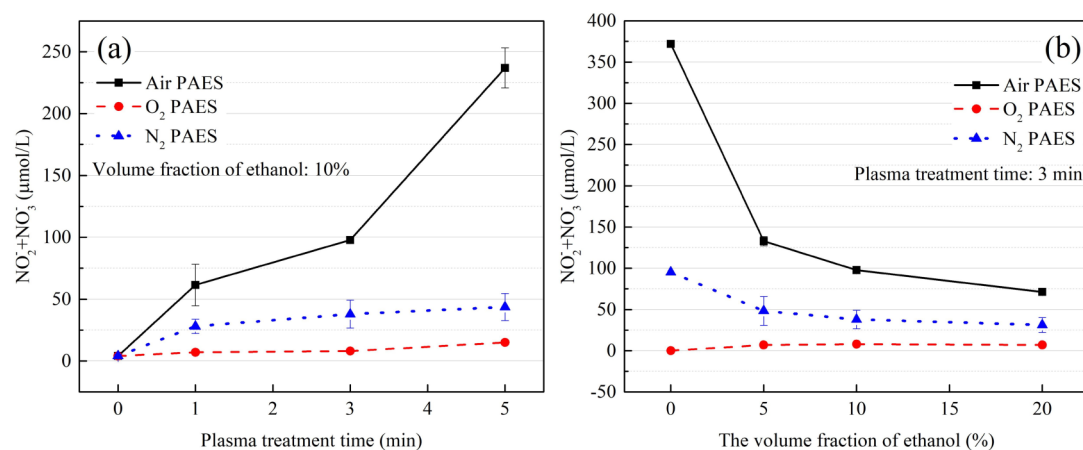 (a)
Air PAES
O₂ PAES
N₂ PAES
Volume fraction of ethanol: 10%
NO₂⁻+NO₃⁻ (μmol/L)
250
200
150
100
50
0
0 1 2 3 4 5
Plasma treatment time (min)
(b)
Air PAES
O₂ PAES
N₂ PAES
Plasma treatment time: 3 min
NO₂⁻+NO₃⁻ (μmol/L)
400
350
300
250
200
150
100
50
0
-50
0 5 10 15 20
The volume fraction of ethanol (%)